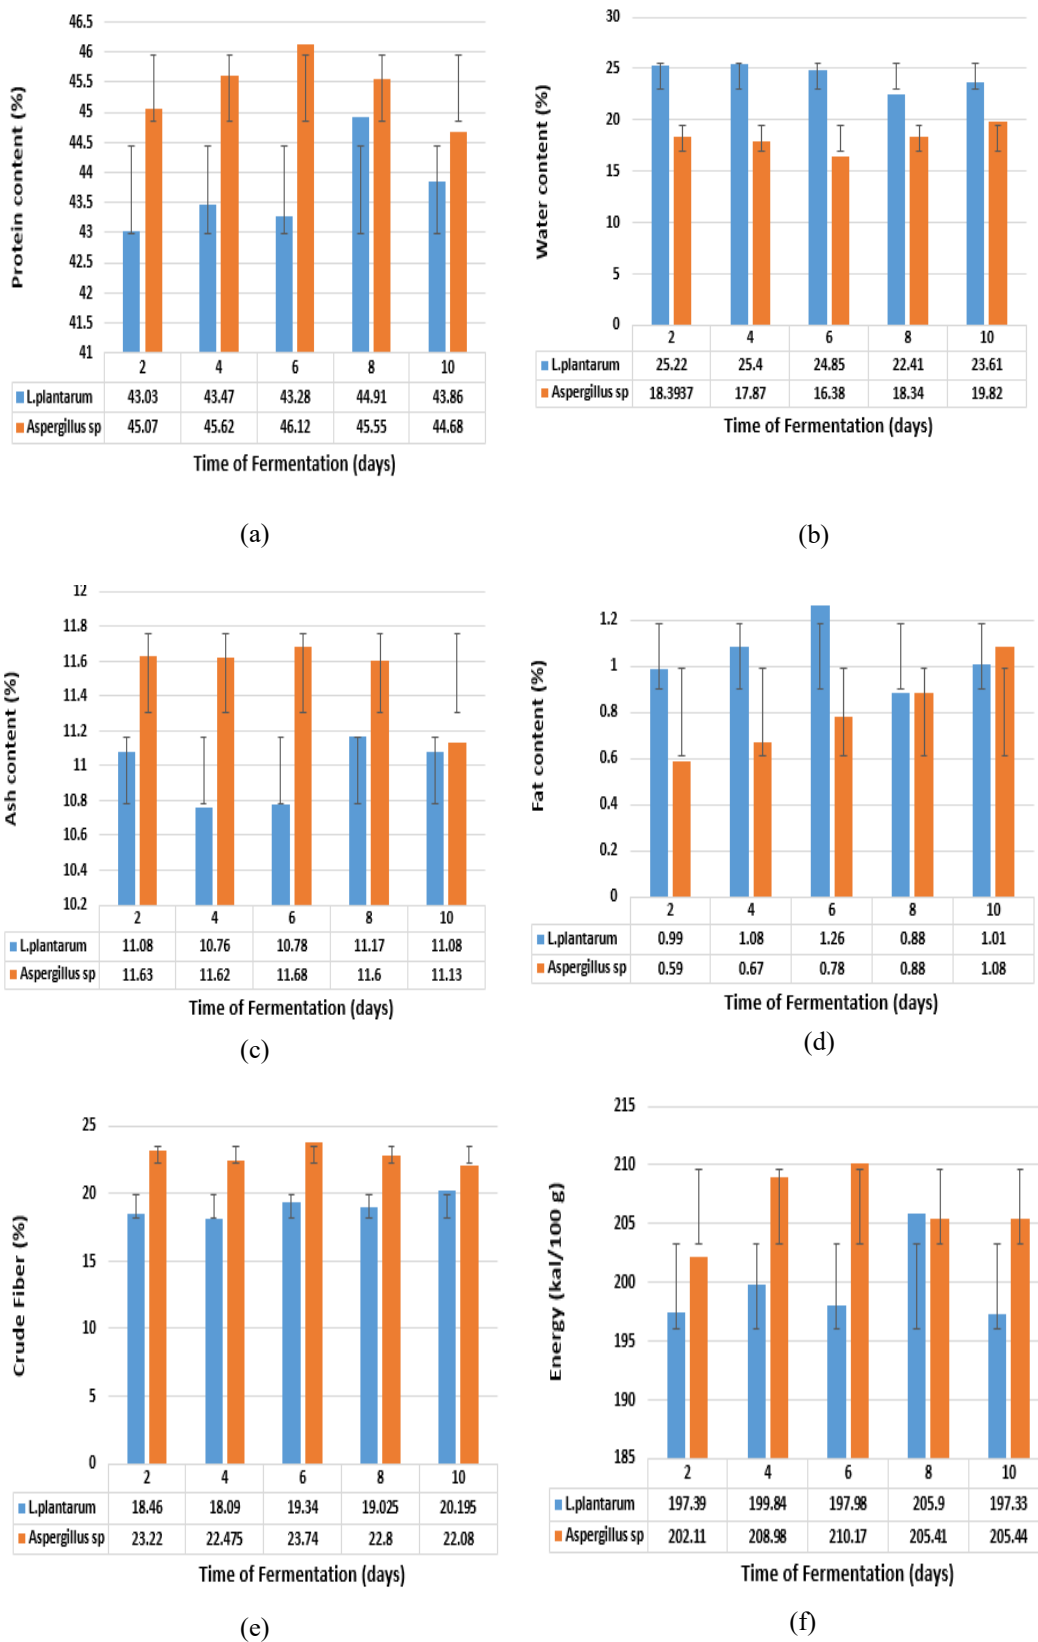 46.5
46
45.5
45
44.5
44
43.5
43
42.5
42
41.5
41
Protein content (%)
2 4 6 8 10
L.plantarum 43.03 43.47 43.28 44.91 43.86
Aspergillus sp 45.07 45.62 46.12 45.55 44.68
Time of Fermentation (days)
(a)
30
25
20
15
10
5
0
Water content (%)
2 4 6 8 10
L.plantarum 25.22 25.4 24.85 22.41 23.61
Aspergillus sp 18.3937 17.87 16.38 18.34 19.82
Time of Fermentation (days)
(b)
12
11.8
11.6
11.4
11.2
11
10.8
10.6
10.4
10.2
Ash content (%)
2 4 6 8 10
L.plantarum 11.08 10.76 10.78 11.17 11.08
Aspergillus sp 11.63 11.62 11.68 11.6 11.13
Time of Fermentation (days)
(c)
1.2
1
0.8
0.6
0.4
0.2
0
Fat content (%)
2 4 6 8 10
L.plantarum 0.99 1.08 1.26 0.88 1.01
Aspergillus sp 0.59 0.67 0.78 0.88 1.08
Time of Fermentation (days)
(d)
25
20
15
10
5
0
Crude Fiber (%)
2 4 6 8 10
L.plantarum 18.46 18.09 19.34 19.025 20.195
Aspergillus sp 23.22 22.475 23.74 22.8 22.08
Time of Fermentation (days)
(e)
215
210
205
200
195
190
185
Energy (kal/100 g)
2 4 6 8 10
L.plantarum 197.39 199.84 197.98 205.9 197.33
Aspergillus sp 202.11 208.98 210.17 205.41 205.44
Time of Fermentation (days)
(f)